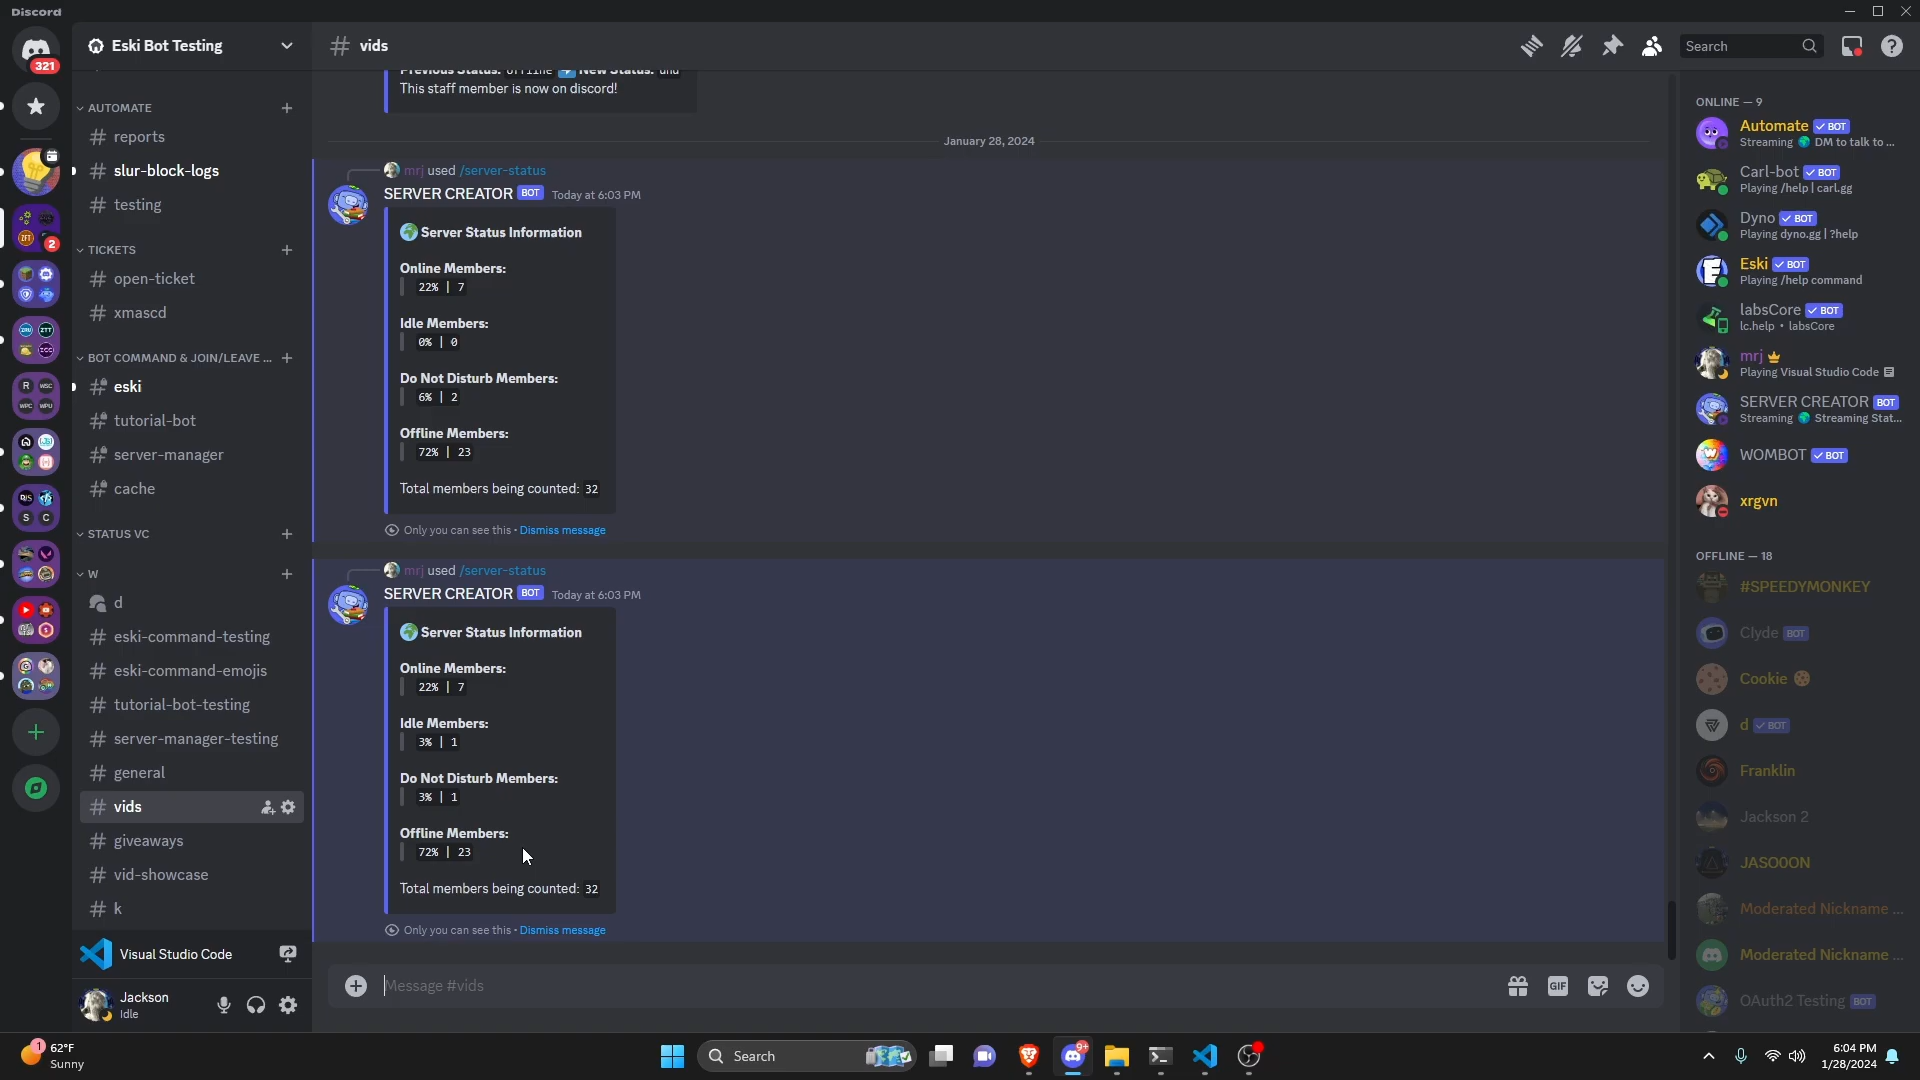 Discord
321
Eski Bot Testing
AUTOMATE
reports
slur-block-logs
testing
2
TICKETS
open-ticket
xmascd
BOT COMMAND & JOIN/LEAVE ...
eski
tutorial-bot
server-manager
cache
STATUS VC
W
d
eski-command-testing
eski-command-emojis
tutorial-bot-testing
server-manager-testing
general
vids
giveaways
vid-showcase
k
Visual Studio Code
Jackson
Idle
vids
Search
This staff member is now on discord!
January 28, 2024
mrj used /server-status
SERVER CREATOR BOT Today at 6:03 PM
Server Status Information
Online Members:
22% | 7
Idle Members:
0% | 0
Do Not Disturb Members:
6% | 2
Offline Members:
72% | 23
Total members being counted: 32
Only you can see this • Dismiss message
mrj used /server-status
SERVER CREATOR BOT Today at 6:03 PM
Server Status Information
Online Members:
22% | 7
Idle Members:
3% | 1
Do Not Disturb Members:
3% | 1
Offline Members:
72% | 23
Total members being counted: 32
Only you can see this • Dismiss message
Message #vids
GIF
ONLINE — 9
Automate BOT
Streaming DM to talk to ...
Carl-bot BOT
Playing /help | carl.gg
Dyno BOT
Playing dyno.gg | ?help
Eski BOT
Playing /help command
labsCore BOT
lc.help • labsCore
mrj
Playing Visual Studio Code
SERVER CREATOR BOT
Streaming Streaming Stat...
WOMBOT BOT
xrgvn
OFFLINE — 18
#SPEEDYMONKEY
Clyde BOT
Cookie
d BOT
Franklin
Jackson 2
JASO0ON
Moderated Nickname ...
Moderated Nickname ...
OAuth2 Testing BOT
1
62°F
Sunny
Search
9+
6:04 PM
1/28/2024